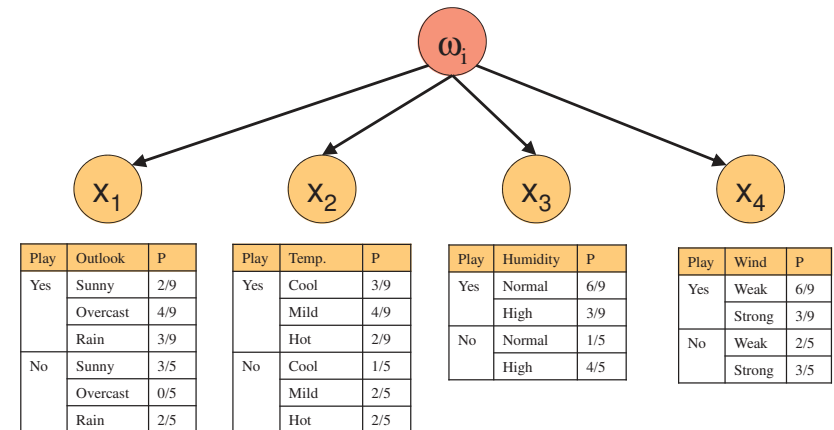 ωi
x1 x2 x3 x4
Play Outlook P
Yes Sunny 2/9
Overcast 4/9
Rain 3/9
No Sunny 3/5
Overcast 0/5
Rain 2/5
Play Temp. P
Yes Cool 3/9
Mild 4/9
Hot 2/9
No Cool 1/5
Mild 2/5
Hot 2/5
Play Humidity P
Yes Normal 6/9
High 3/9
No Normal 1/5
High 4/5
Play Wind P
Yes Weak 6/9
Strong 3/9
No Weak 2/5
Strong 3/5